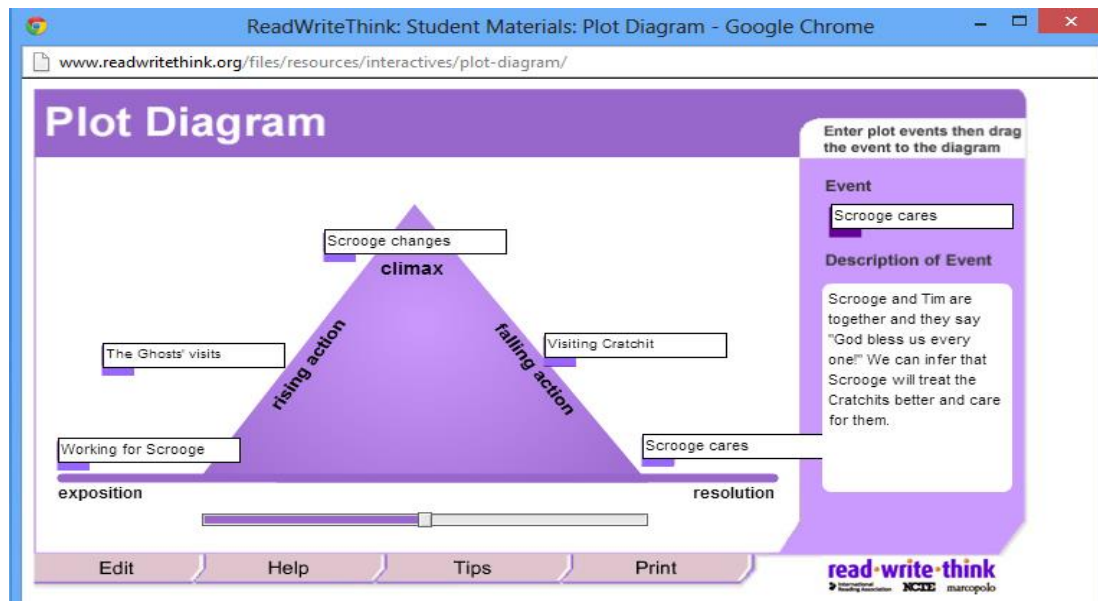 ReadWriteThink: Student Materials: Plot Diagram - Google Chrome
www.readwritethink.org/files/resources/interactives/plot-diagram/
Plot Diagram
Enter plot events then drag
the event to the diagram
Event
Scrooge cares
Description of Event
Scrooge and Tim are
together and they say
"God bless us every
one!" We can infer that
Scrooge will treat the
Cratchits better and care
for them.
Scrooge changes
climax
The Ghosts' visits
rising action
Visiting Cratchit
falling action
Working for Scrooge
Scrooge cares
exposition
resolution
Edit
Help
Tips
Print
read·write·think
International
Reading Association
NCTE
marcopolo